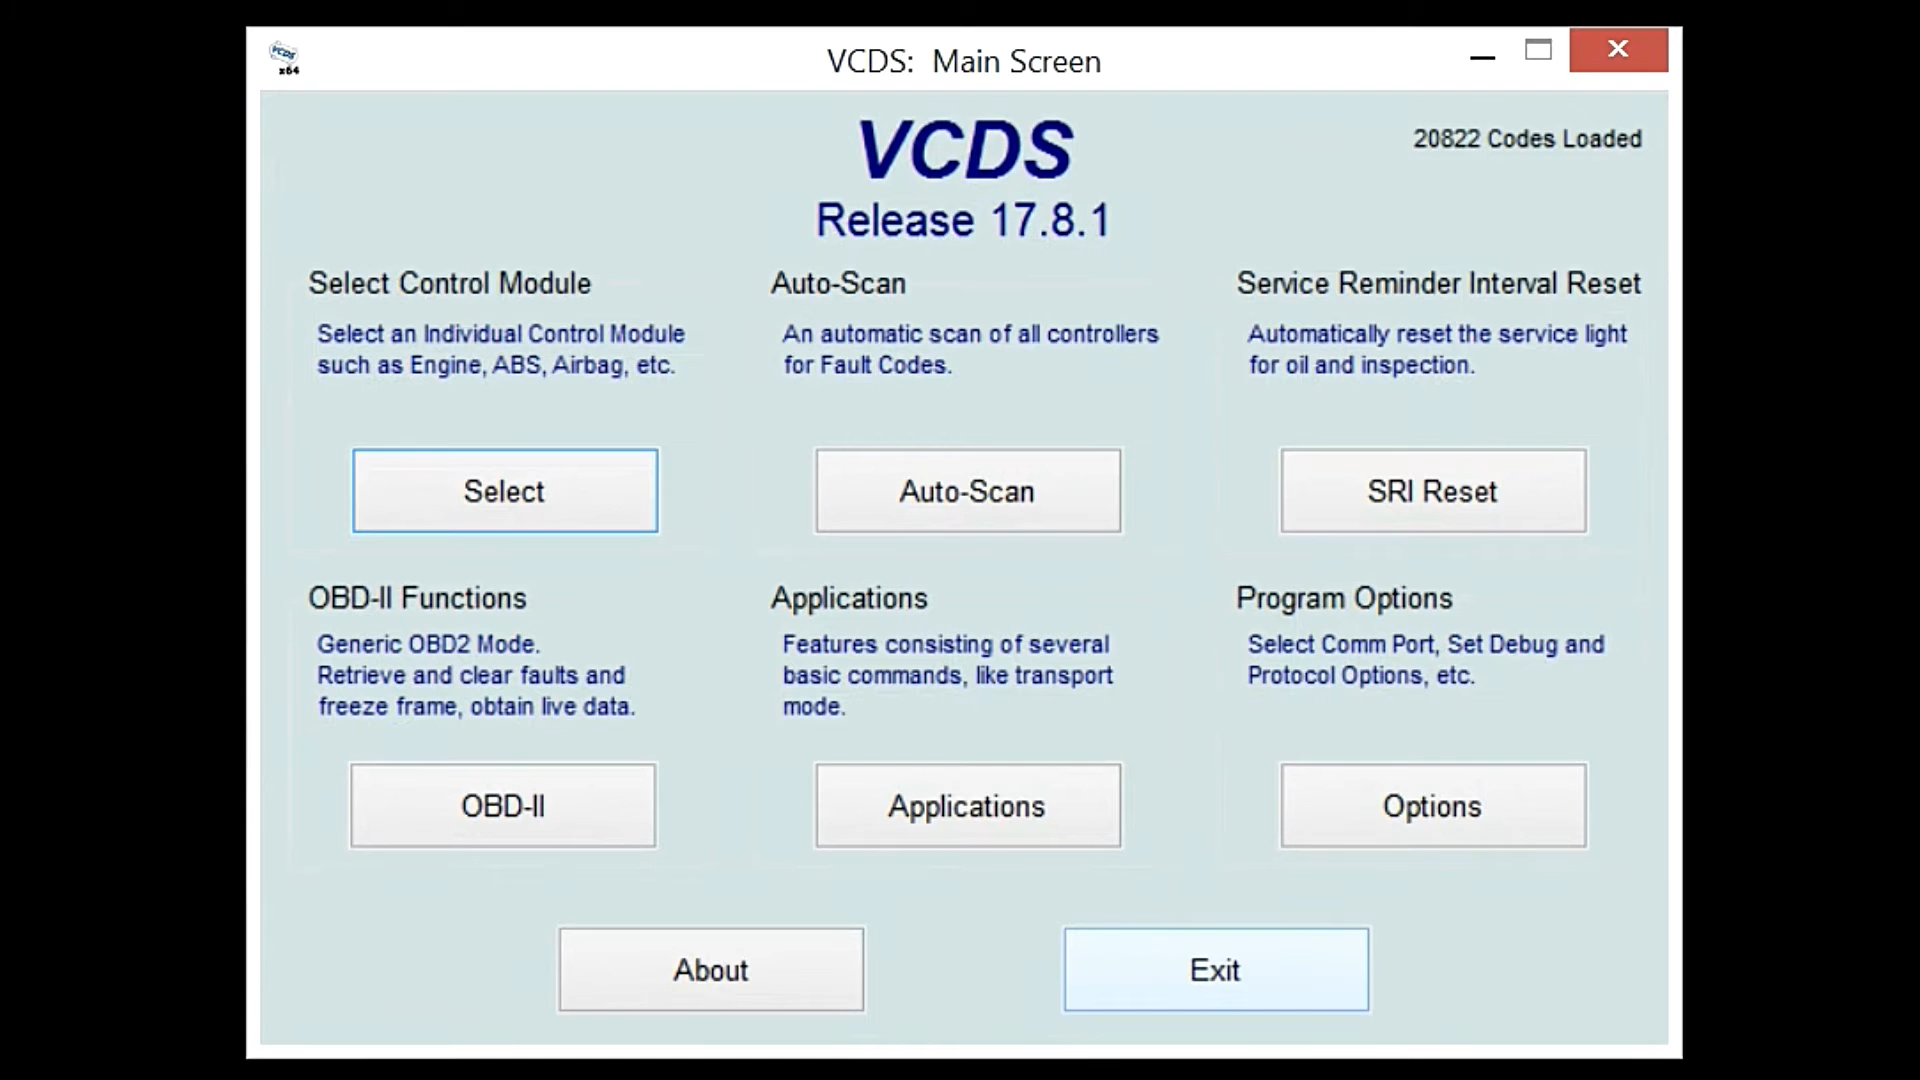 VCDS
x64
VCDS: Main Screen
VCDS
Release 17.8.1
20822 Codes Loaded
Select Control Module
Select an Individual Control Module
such as Engine, ABS, Airbag, etc.
Select
Auto-Scan
An automatic scan of all controllers
for Fault Codes.
Auto-Scan
Service Reminder Interval Reset
Automatically reset the service light
for oil and inspection.
SRI Reset
OBD-II Functions
Generic OBD2 Mode.
Retrieve and clear faults and
freeze frame, obtain live data.
OBD-II
Applications
Features consisting of several
basic commands, like transport
mode.
Applications
Program Options
Select Comm Port, Set Debug and
Protocol Options, etc.
Options
About
Exit